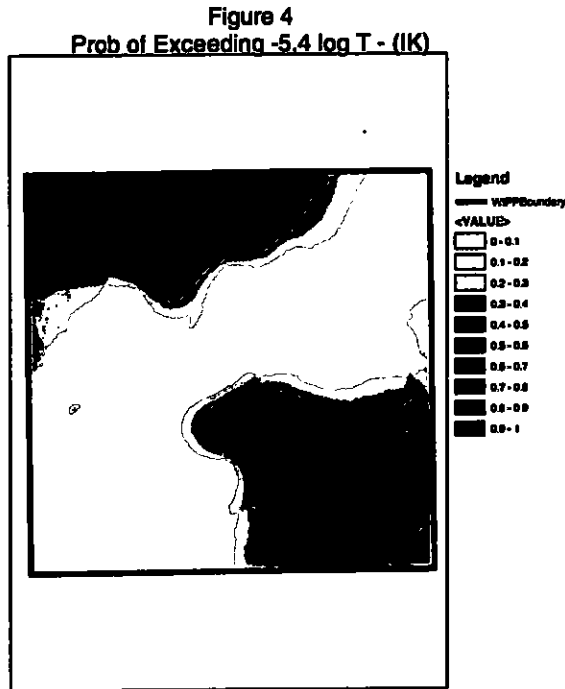 Figure 4
Prob of Exceeding -5.4 log T - (IK)
Legend
WIPPBoundary
<VALUE>
0 - 0.1
0.1 - 0.2
0.2 - 0.3
0.3 - 0.4
0.4 - 0.5
0.5 - 0.6
0.6 - 0.7
0.7 - 0.8
0.8 - 0.9
0.9 - 1